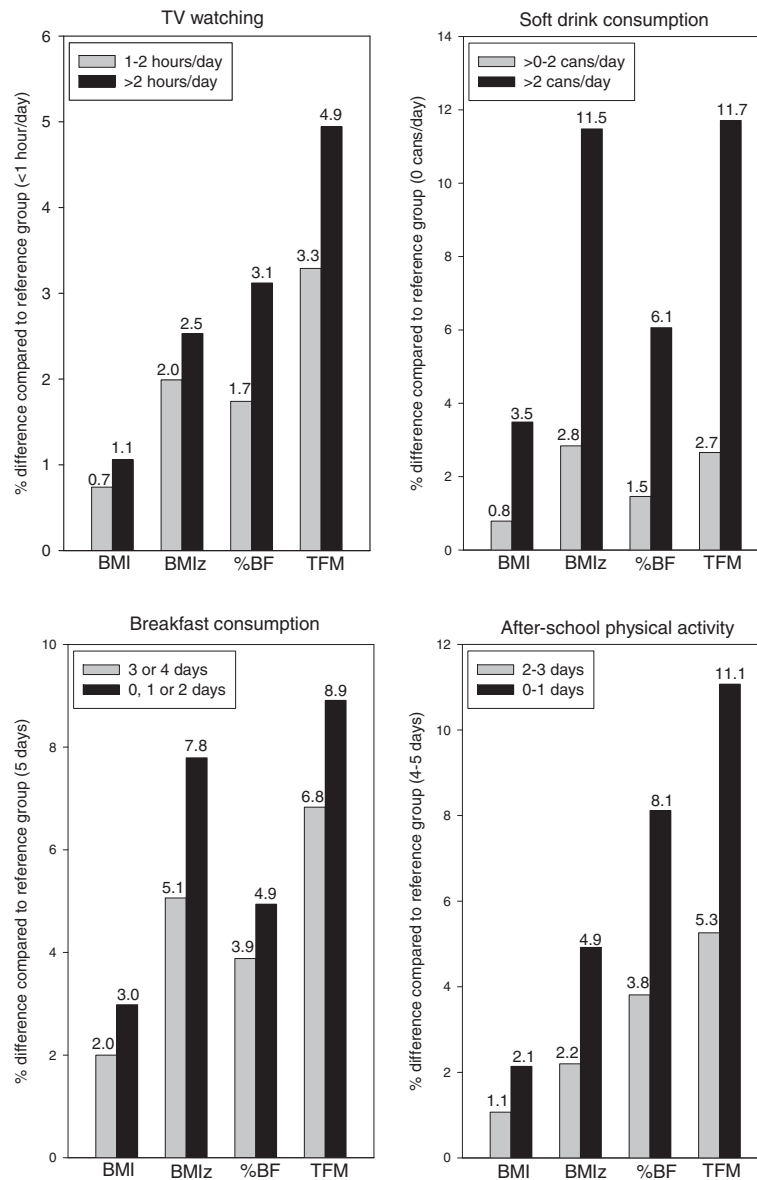 TV watching
% difference compared to reference group (<1 hour/day)
6
5
4
3
2
1
0
1-2 hours/day
>2 hours/day
0.7
1.1
2.0
2.5
1.7
3.1
3.3
4.9
BMI
BMIz
%BF
TFM
Soft drink consumption
% difference compared to reference group (0 cans/day)
14
12
10
8
6
4
2
0
>0-2 cans/day
>2 cans/day
0.8
3.5
2.8
11.5
1.5
6.1
2.7
11.7
BMI
BMIz
%BF
TFM
Breakfast consumption
% difference compared to reference group (5 days)
10
8
6
4
2
0
3 or 4 days
0, 1 or 2 days
2.0
3.0
5.1
7.8
3.9
4.9
6.8
8.9
BMI
BMIz
%BF
TFM
After-school physical activity
% difference compared to reference group (4-5 days)
12
10
8
6
4
2
0
2-3 days
0-1 days
1.1
2.1
2.2
4.9
3.8
8.1
5.3
11.1
BMI
BMIz
%BF
TFM